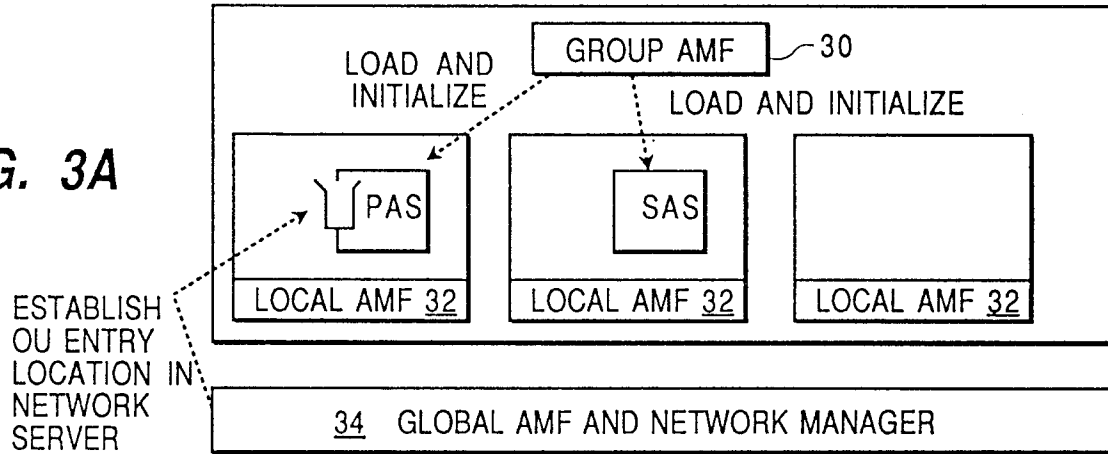 GROUP AMF 30
LOAD AND
INITIALIZE
LOAD AND INITIALIZE
G. 3A
PAS
SAS
LOCAL AMF 32
LOCAL AMF 32
LOCAL AMF 32
ESTABLISH
OU ENTRY
LOCATION IN
NETWORK
SERVER
34 GLOBAL AMF AND NETWORK MANAGER